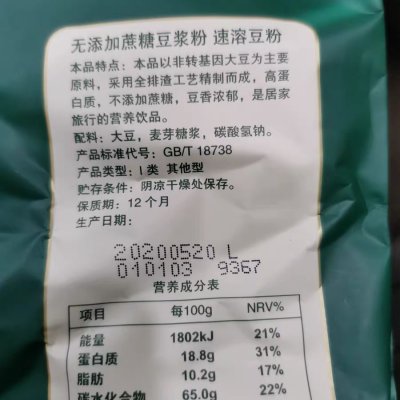 无添加蔗糖豆浆粉 速溶豆粉
本品特点：本品以非转基因大豆为主要
原料，采用全排渣工艺精制而成，高蛋
白质，不添加蔗糖，豆香浓郁，是居家
旅行的营养饮品。
配料：大豆，麦芽糖浆，碳酸氢钠。
产品标准代号：GB/T 18738
产品类型：I类 其他型
贮存条件：阴凉干燥处保存。
保质期：12个月
生产日期：
20200520 L
010103 9367
营养成分表
项目 每100g NRV%
能量 1802kJ 21%
蛋白质 18.8g 31%
脂肪 10.2g 17%
碳水化合物 65.0g 22%